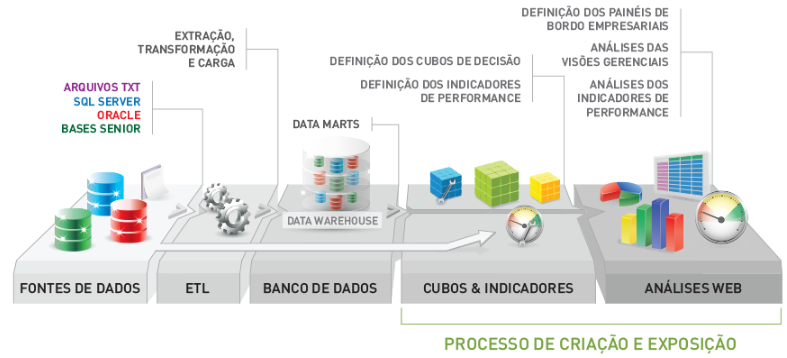 DEFINIÇÃO DOS PAINÉIS DE
BORDO EMPRESARIAIS
EXTRAÇÃO,
TRANSFORMAÇÃO
E CARGA
ANÁLISES DAS
VISÕES GERENCIAIS
DEFINIÇÃO DOS CUBOS DE DECISÃO
DEFINIÇÃO DOS INDICADORES
DE PERFORMANCE
ANÁLISES DOS
INDICADORES DE
PERFORMANCE
ARQUIVOS TXT
SQL SERVER
ORACLE
BASES SENIOR
DATA MARTS
DATA WAREHOUSE
FONTES DE DADOS
ETL
BANCO DE DADOS
CUBOS & INDICADORES
ANÁLISES WEB
PROCESSO DE CRIAÇÃO E EXPOSIÇÃO